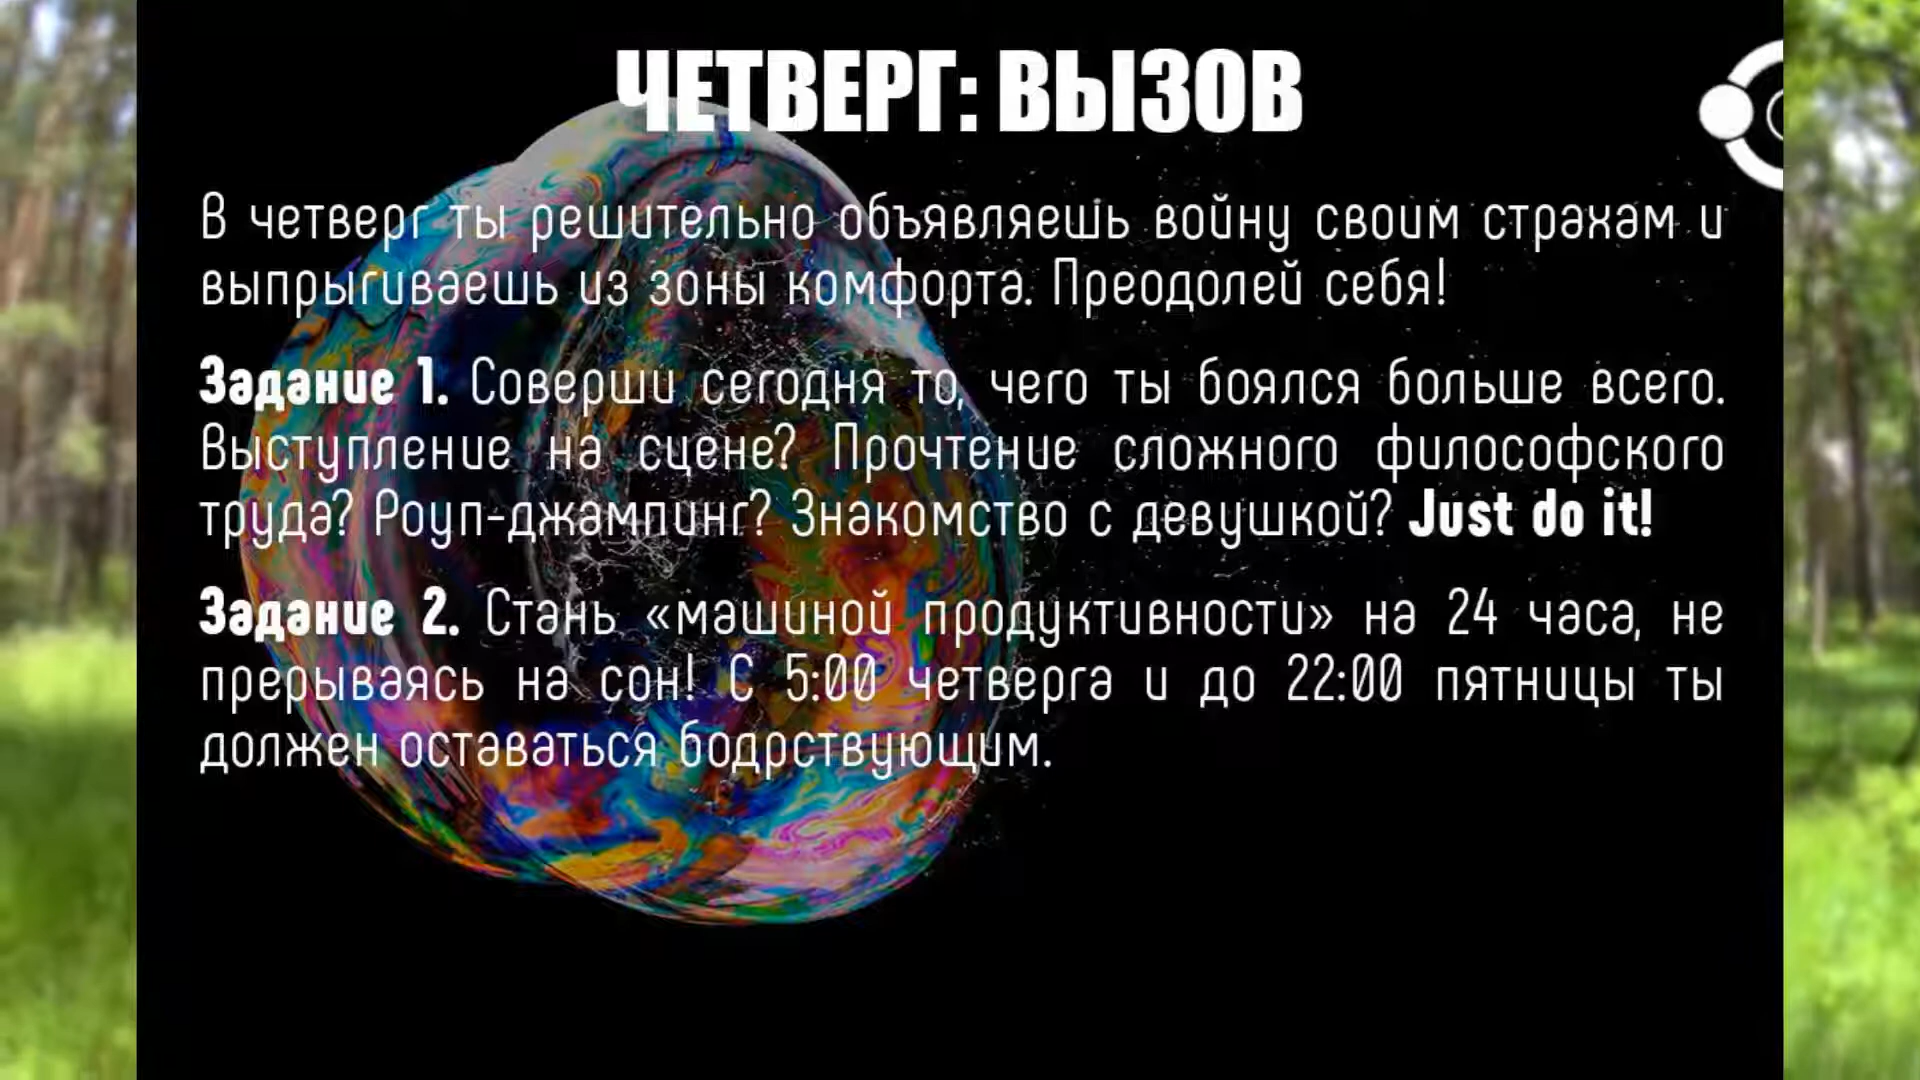 ЧЕТВЕРГ: ВЫЗОВ
В четверг ты решительно объявляешь войну своим страхам и
выпрыгиваешь из зоны комфорта. Преодолей себя!
Задание 1. Соверши сегодня то, чего ты боялся больше всего.
Выступление на сцене? Прочтение сложного философского
труда? Роуп-джампинг? Знакомство с девушкой? Just do it!
Задание 2. Стань «машиной продуктивности» на 24 часа, не
прерываясь на сон! С 5:00 четверга и до 22:00 пятницы ты
должен оставаться бодрствующим.